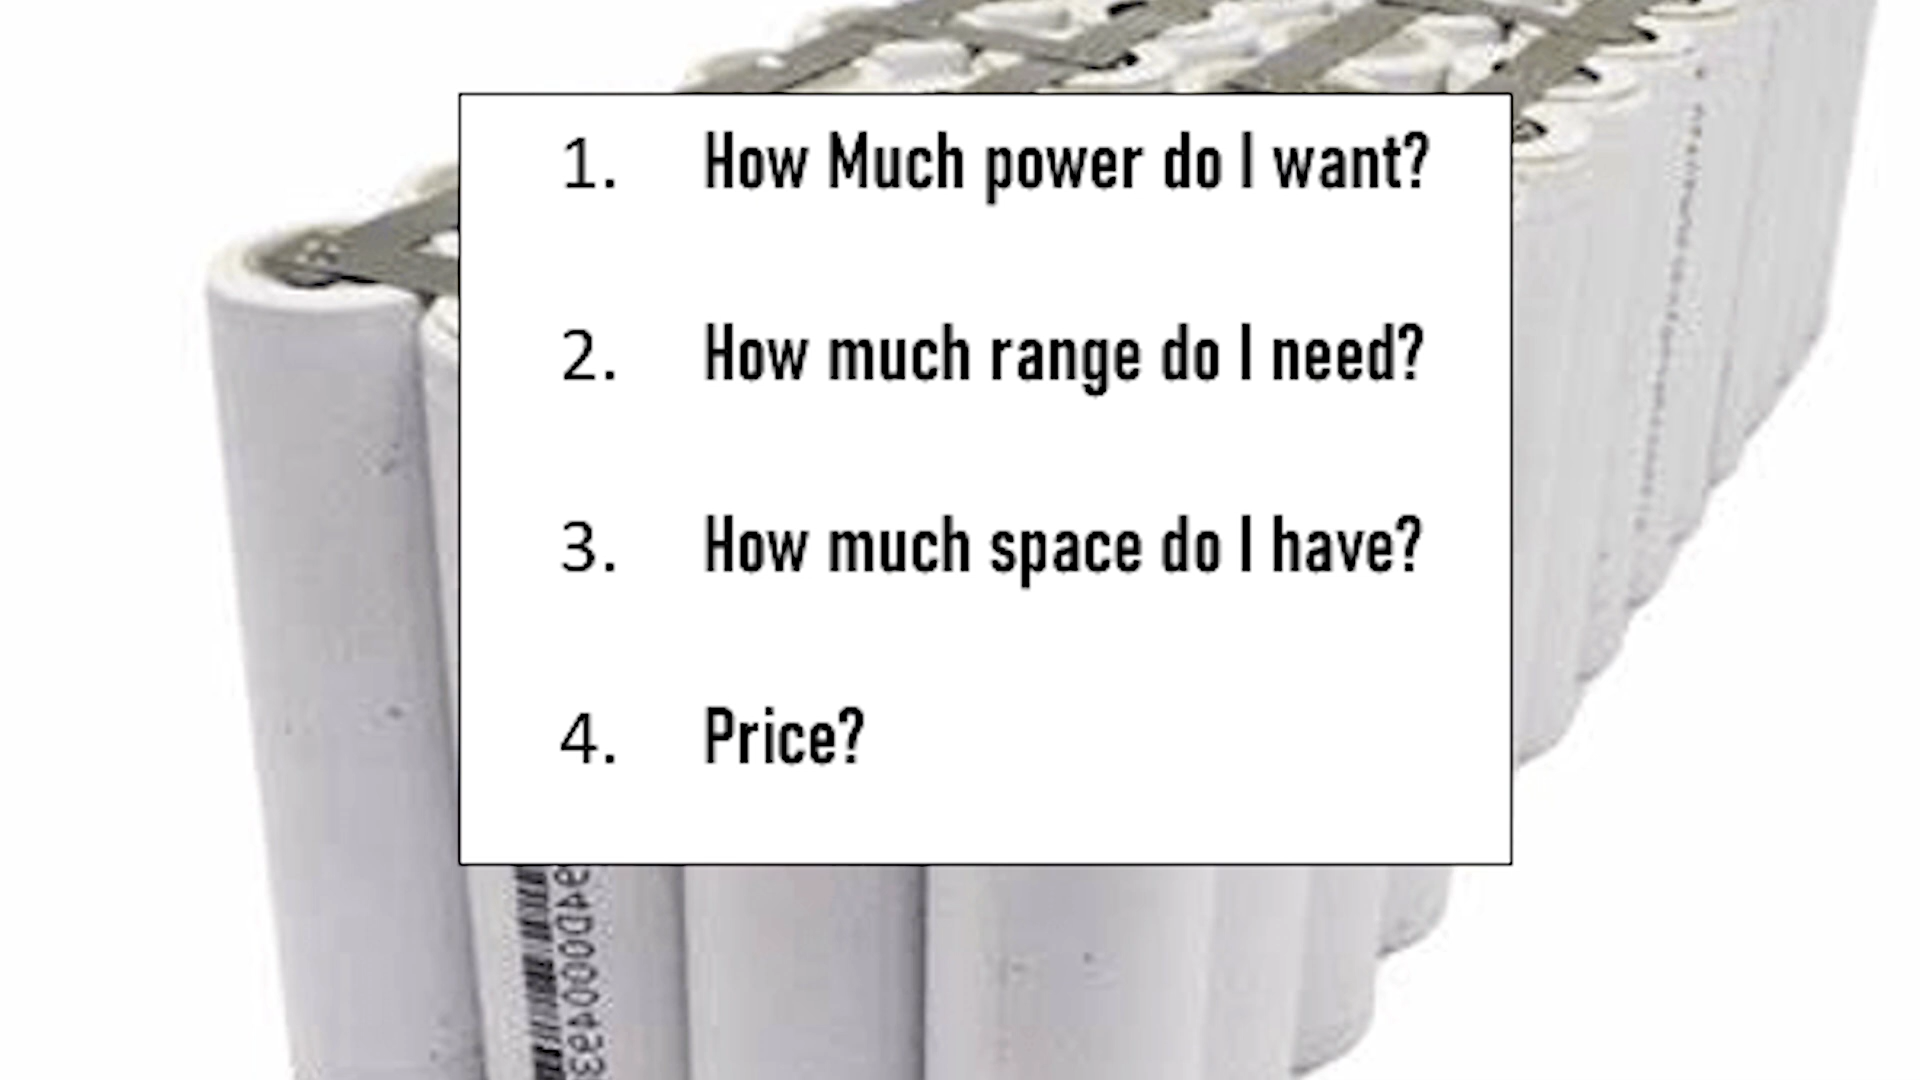 1. How Much power do I want?
2. How much range do I need?
3. How much space do I have?
4. Price?
94D000493